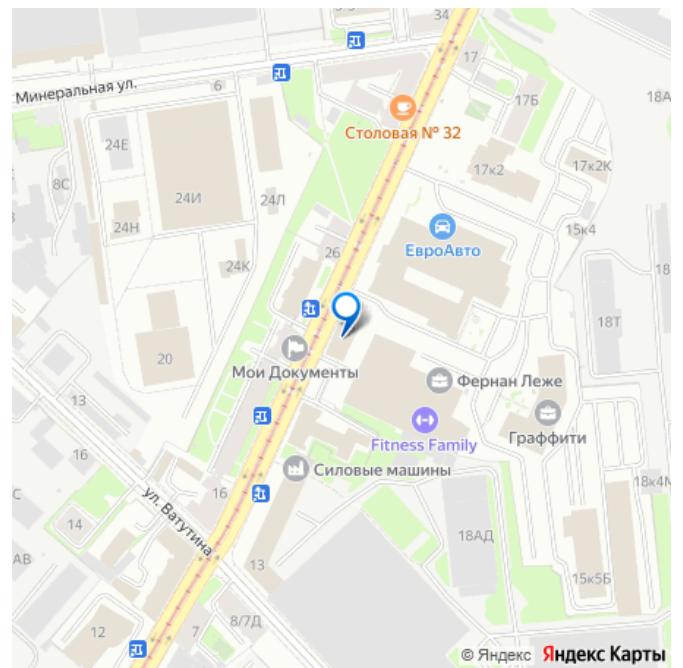 34
17
Минеральная ул.
6
17Б
18А
Столовая № 32
24Е
8С
24И
24Л
17к2
17к2К
24Н
15к4
26
ЕвроАвто
24К
18
18Т
20
Мои Документы
Фернан Леже
13
Fitness Family
Граффити
16
Силовые машины
С
16
ул. Ватутина
18к4М
14
18АД
АВ
13
15к5Б
12
7
8/7Д
© Яндекс Яндекс Карты